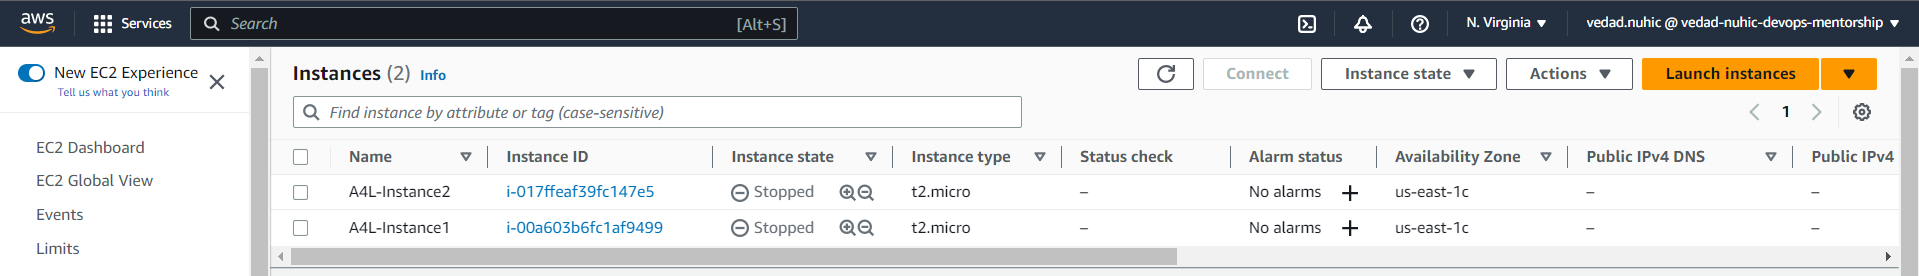 aws Services Search [Alt+S] N. Virginia vedad.nuhic @ vedad-nuhic-devops-mentorship
New EC2 Experience
Tell us what you think
EC2 Dashboard
EC2 Global View
Events
Limits
Instances (2) Info Connect Instance state Actions Launch instances
Find instance by attribute or tag (case-sensitive) 1
Name Instance ID Instance state Instance type Status check Alarm status Availability Zone Public IPv4 DNS Public IPv4
A4L-Instance2 i-017ffeaf39fc147e5 Stopped t2.micro – No alarms + us-east-1c – –
A4L-Instance1 i-00a603b6fc1af9499 Stopped t2.micro – No alarms + us-east-1c – –